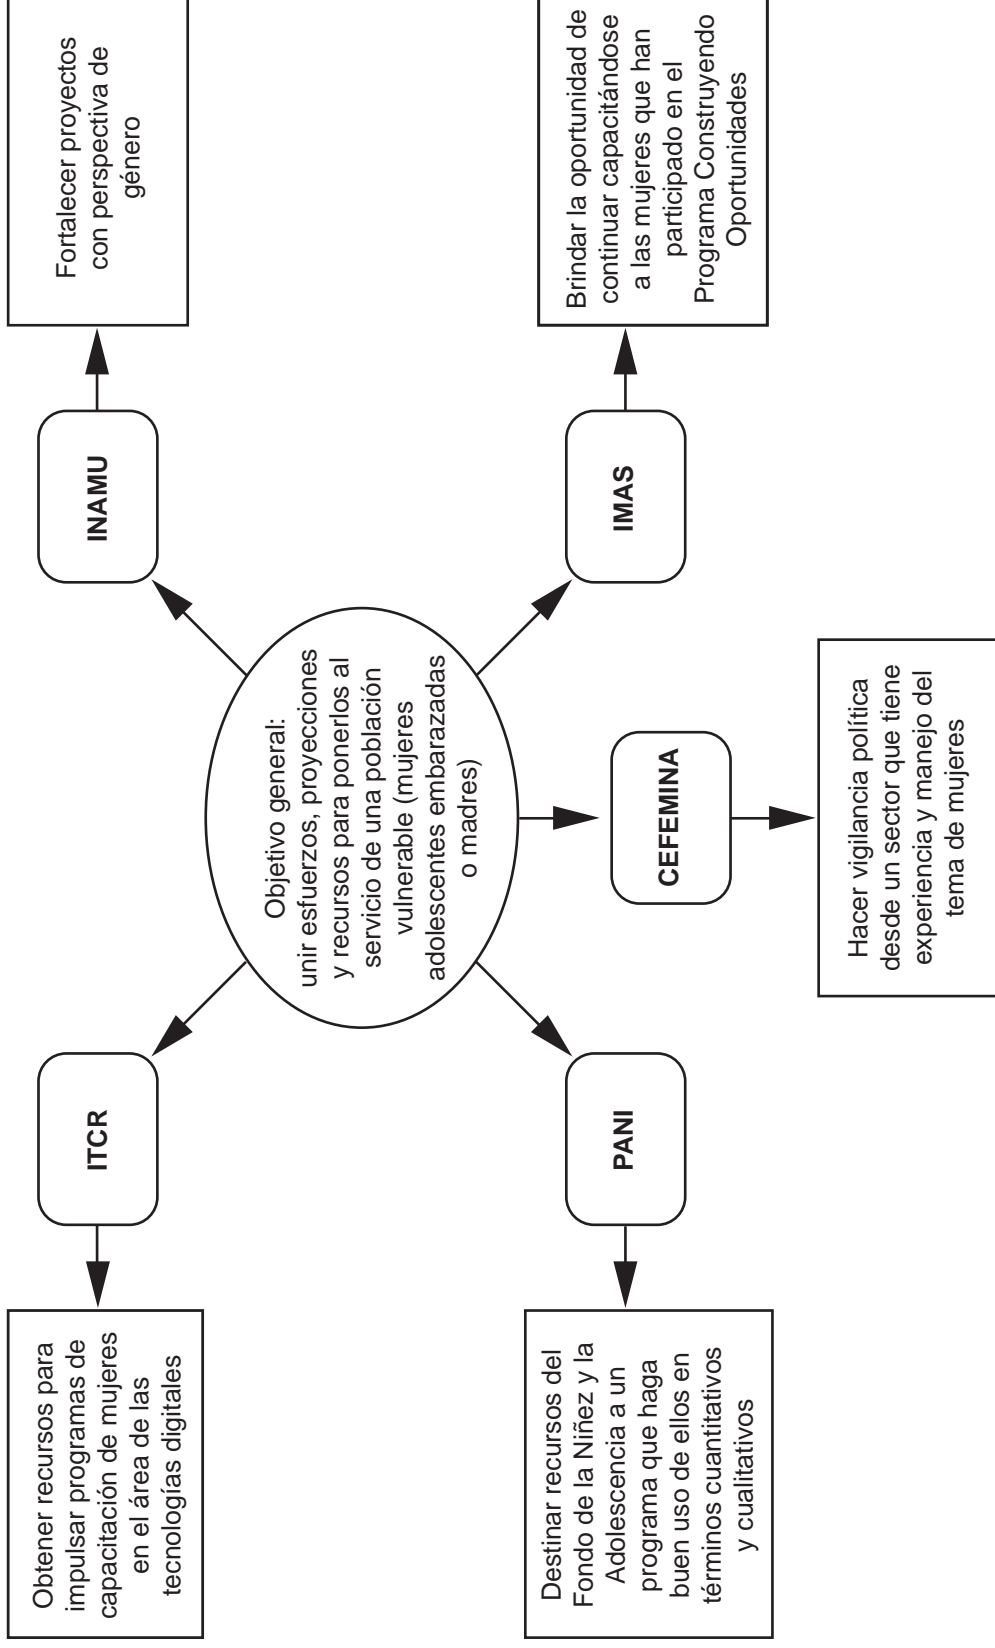 Obtener recursos para
impulsar programas de
capacitación de mujeres
en el área de las
tecnologías digitales
ITCR
INAMU
Fortalecer proyectos
con perspectiva de
género
Objetivo general:
unir esfuerzos, proyecciones
y recursos para ponerlos al
servicio de una población
vulnerable (mujeres
adolescentes embarazadas
o madres)
Destinar recursos del
Fondo de la Niñez y la
Adolescencia a un
programa que haga
buen uso de ellos en
términos cuantitativos
y cualitativos
PANI
CEFEMINA
IMAS
Brindar la oportunidad de
continuar capacitándose
a las mujeres que han
participado en el
Programa Construyendo
Oportunidades
Hacer vigilancia política
desde un sector que tiene
experiencia y manejo del
tema de mujeres